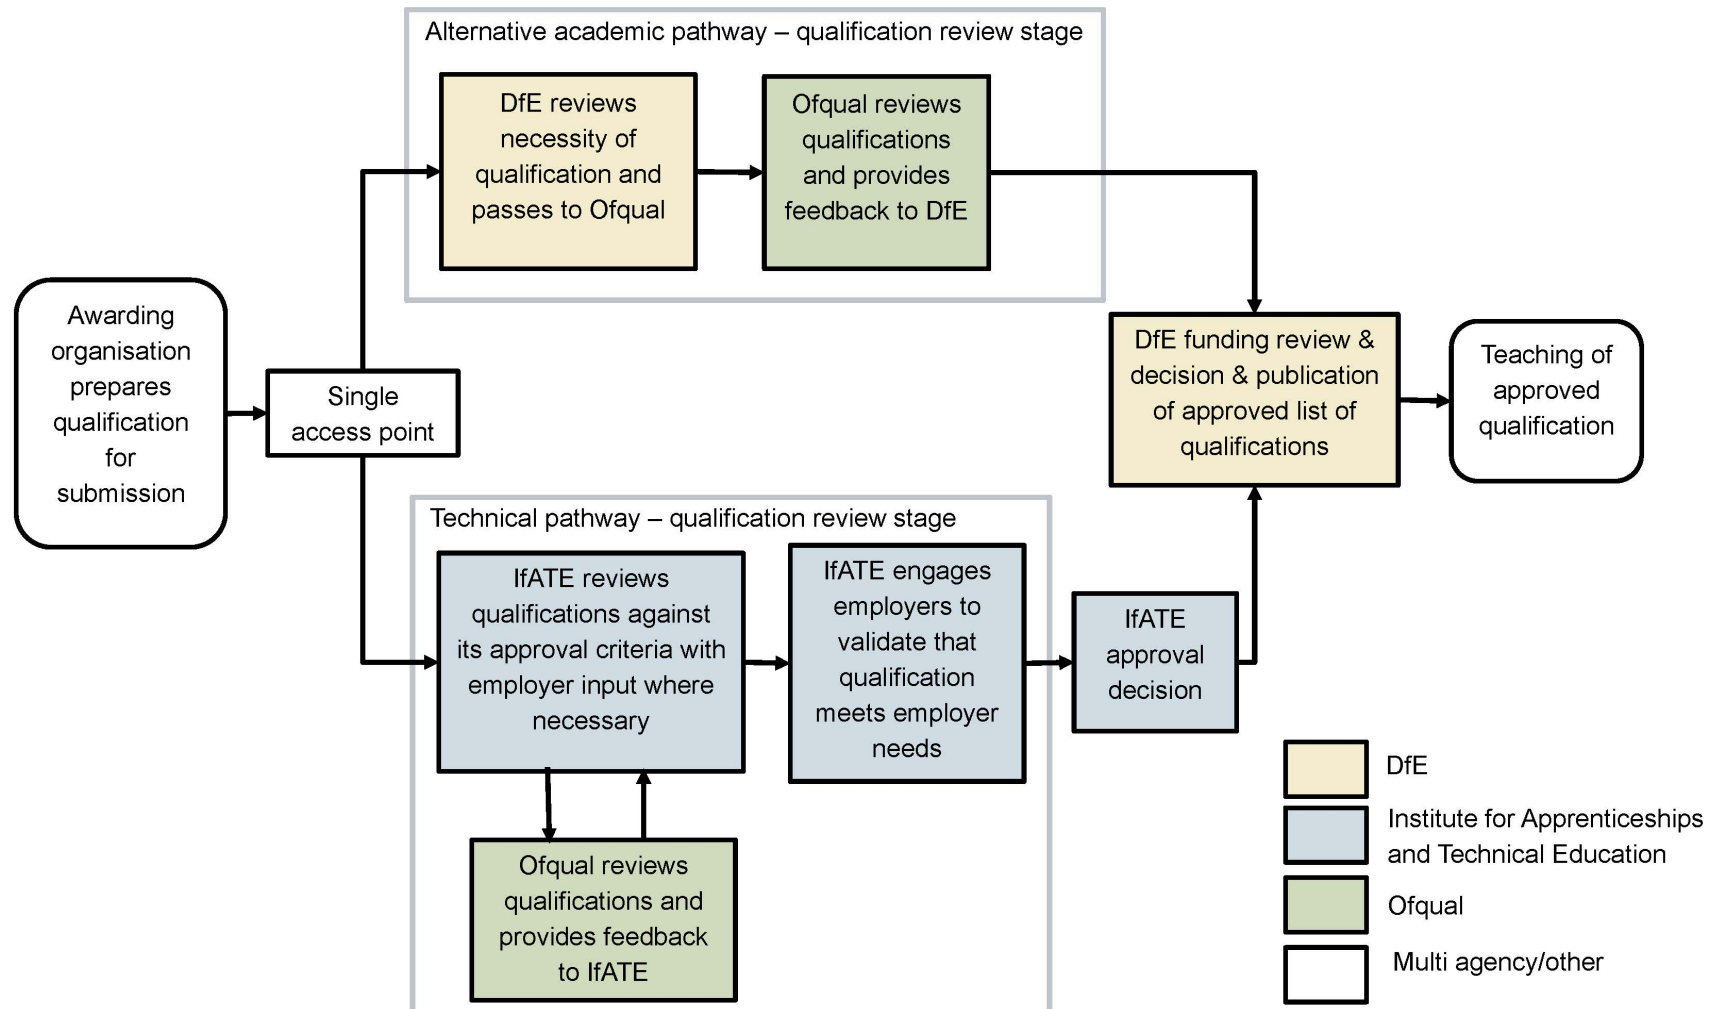 Alternative academic pathway – qualification review stage
DfE reviews
necessity of
qualification and
passes to Ofqual
Ofqual reviews
qualifications
and provides
feedback to DfE
Awarding
organisation
prepares
qualification
for
submission
Single
access point
DfE funding review &
decision & publication
of approved list of
qualifications
Teaching of
approved
qualification
Technical pathway – qualification review stage
IfATE reviews
qualifications against
its approval criteria with
employer input where
necessary
IfATE engages
employers to
validate that
qualification
meets employer
needs
IfATE
approval
decision
Ofqual reviews
qualifications and
provides feedback
to IfATE
DfE
Institute for Apprenticeships
and Technical Education
Ofqual
Multi agency/other